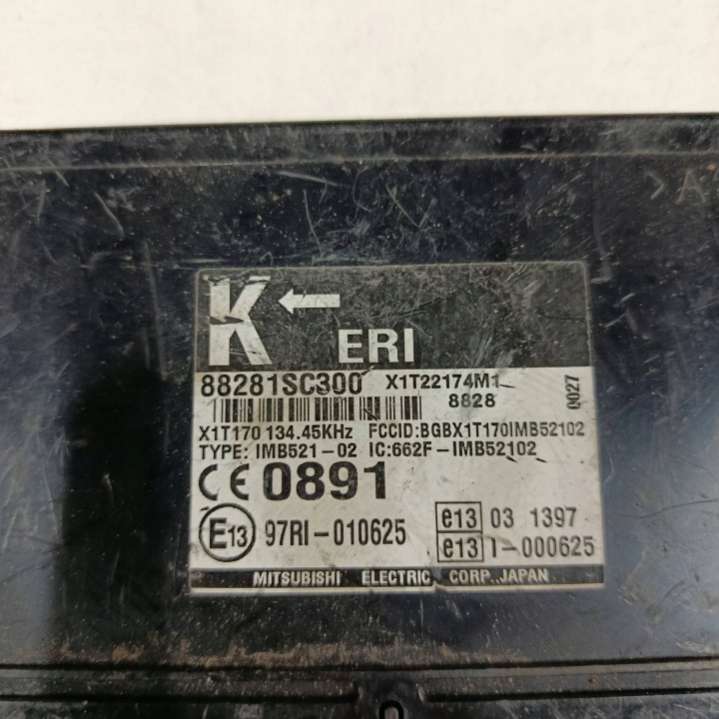 >A
K ←
ERI
88281SC300 X1T22174M1
8828
0027
X1T170 134.45KHz FCCID:BGBX1T170IMB52102
TYPE: IMB521-02 IC:662F-IMB52102
CE 0891
E13 97RI-010625 e13 03 1397
e13 I-000625
MITSUBISHI ELECTRIC CORP. JAPAN